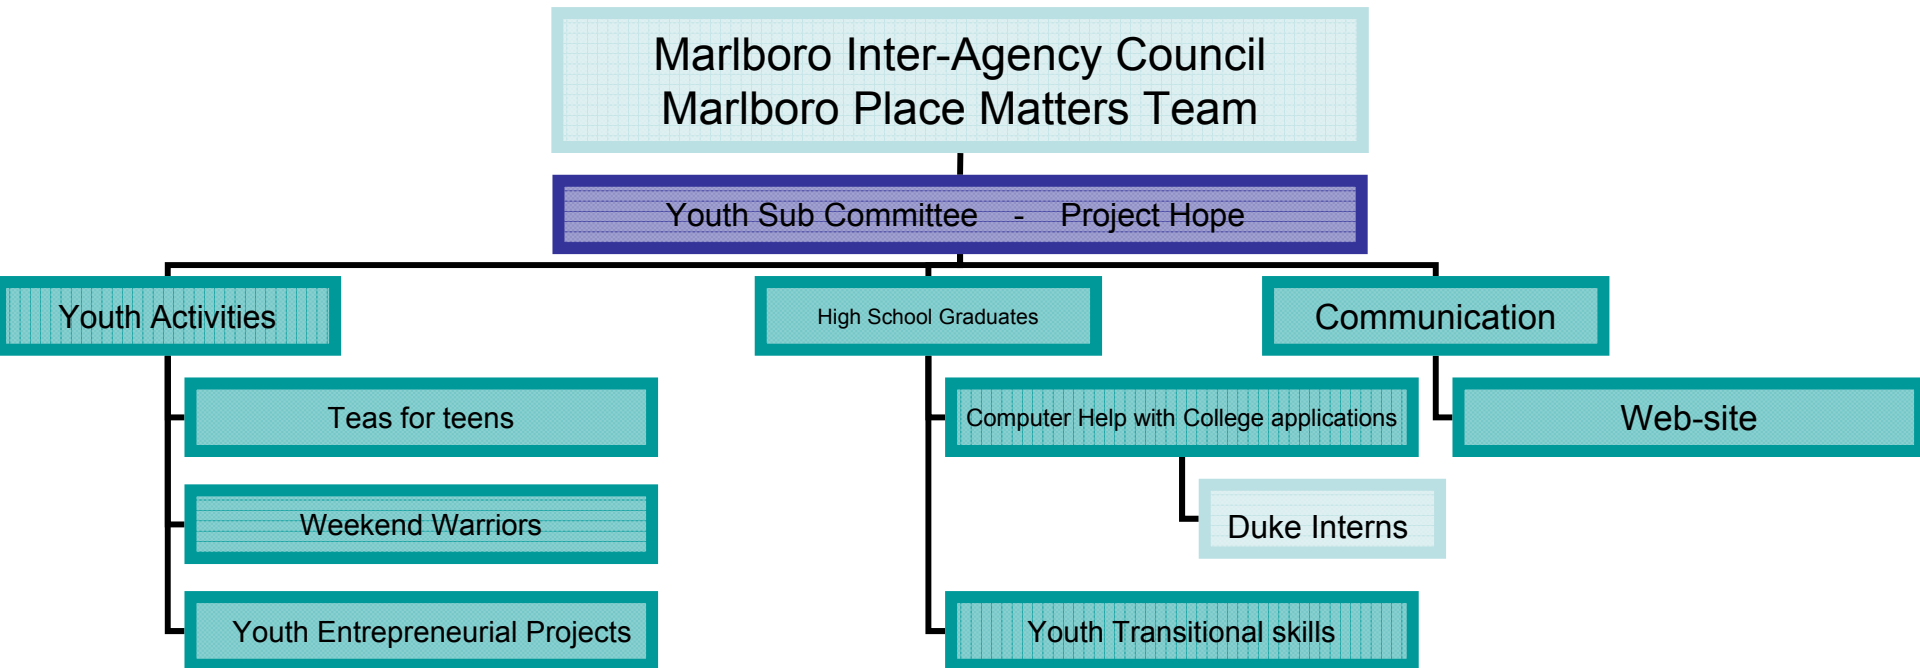 Marlboro Inter-Agency Council
Marlboro Place Matters Team
Youth Sub Committee - Project Hope
Youth Activities
High School Graduates
Communication
Teas for teens
Computer Help with College applications
Web-site
Weekend Warriors
Duke Interns
Youth Entrepreneurial Projects
Youth Transitional skills